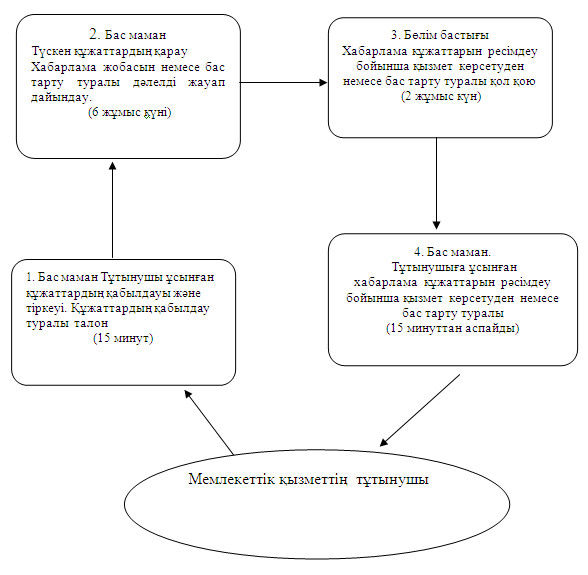 2. Бас маман
Түскен құжаттардың қарау
Хабарлама жобасын немесе бас
тарту туралы дәлелді жауап
дайындау.
(6 жұмыс күні)
3. Бөлім бастығы
Хабарлама құжаттарын ресімдеу
бойынша қызмет көрсетуден
немесе бас тарту туралы қол қою
(2 жұмыс күн)
1. Бас маман Тұтынушы ұсынған
құжаттардың қабылдауы және
тіркеуі. Құжаттардың қабылдау
туралы талон
(15 минут)
4. Бас маман.
Тұтынушыға ұсынған
хабарлама құжаттарын рәсімдеу
бойынша қызмет көрсетуден немесе
бас тарту туралы
(15 минуттан аспайды)
Мемлекеттік қызметтің тұтынушы